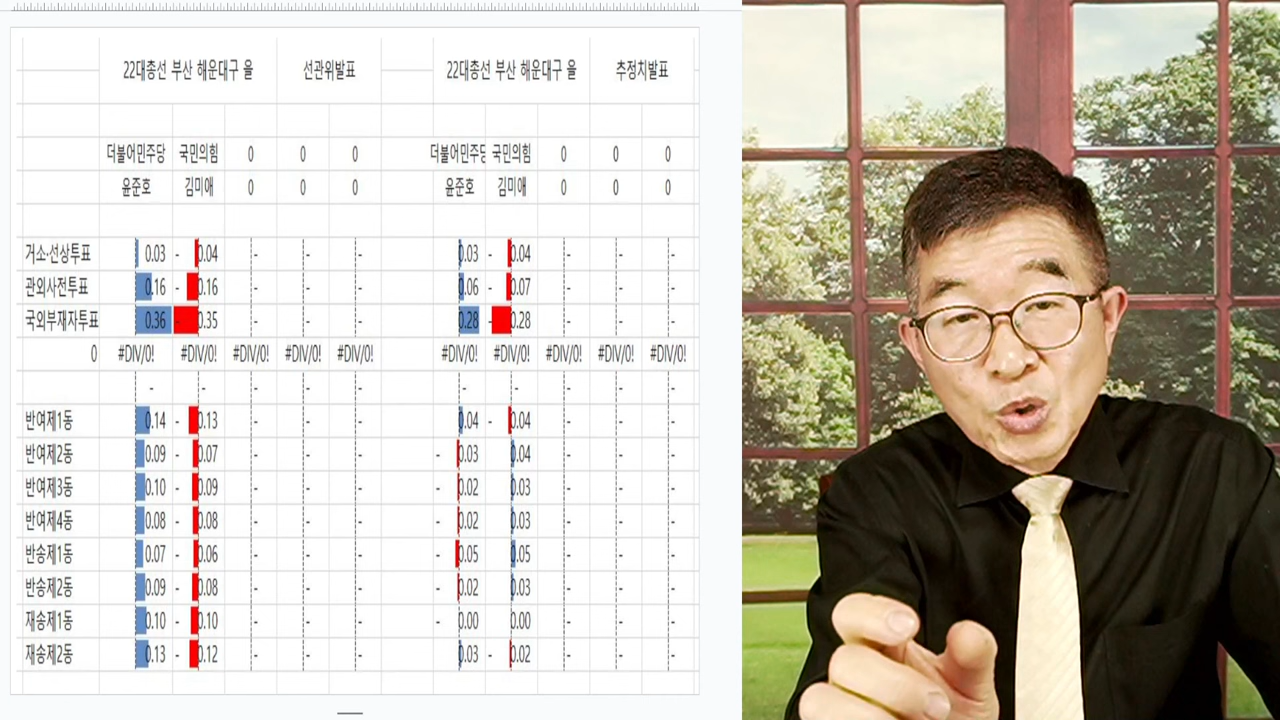 22대총선 부산 해운대구 을 선관위발표 22대총선 부산 해운대구 을 추정치발표
더불어민주당 국민의힘 0 0 0 더불어민주당 국민의힘 0 0 0
윤준호 김미애 0 0 0 윤준호 김미애 0 0 0
거소·선상투표 0.03 - 0.04 - - - 0.03 - 0.04 - - -
관외사전투표 0.16 - 0.16 - - - 0.06 - 0.07 - - -
국외부재자투표 0.36 - 0.35 - - - 0.28 - 0.28 - - -
0 #DIV/0! #DIV/0! #DIV/0! #DIV/0! #DIV/0! #DIV/0! #DIV/0! #DIV/0! #DIV/0! #DIV/0!
- - - - - - - - - -
반여제1동 0.14 - 0.13 - - - 0.04 - 0.04 - - -
반여제2동 0.09 - 0.07 - - - - 0.03 0.04 - - -
반여제3동 0.10 - 0.09 - - - - 0.02 0.03 - - -
반여제4동 0.08 - 0.08 - - - - 0.02 0.03 - - -
반송제1동 0.07 - 0.06 - - - - 0.05 0.05 - - -
반송제2동 0.09 - 0.08 - - - - 0.02 0.03 - - -
재송제1동 0.10 - 0.10 - - - - 0.00 0.00 - - -
재송제2동 0.13 - 0.12 - - - 0.03 - 0.02 - - -